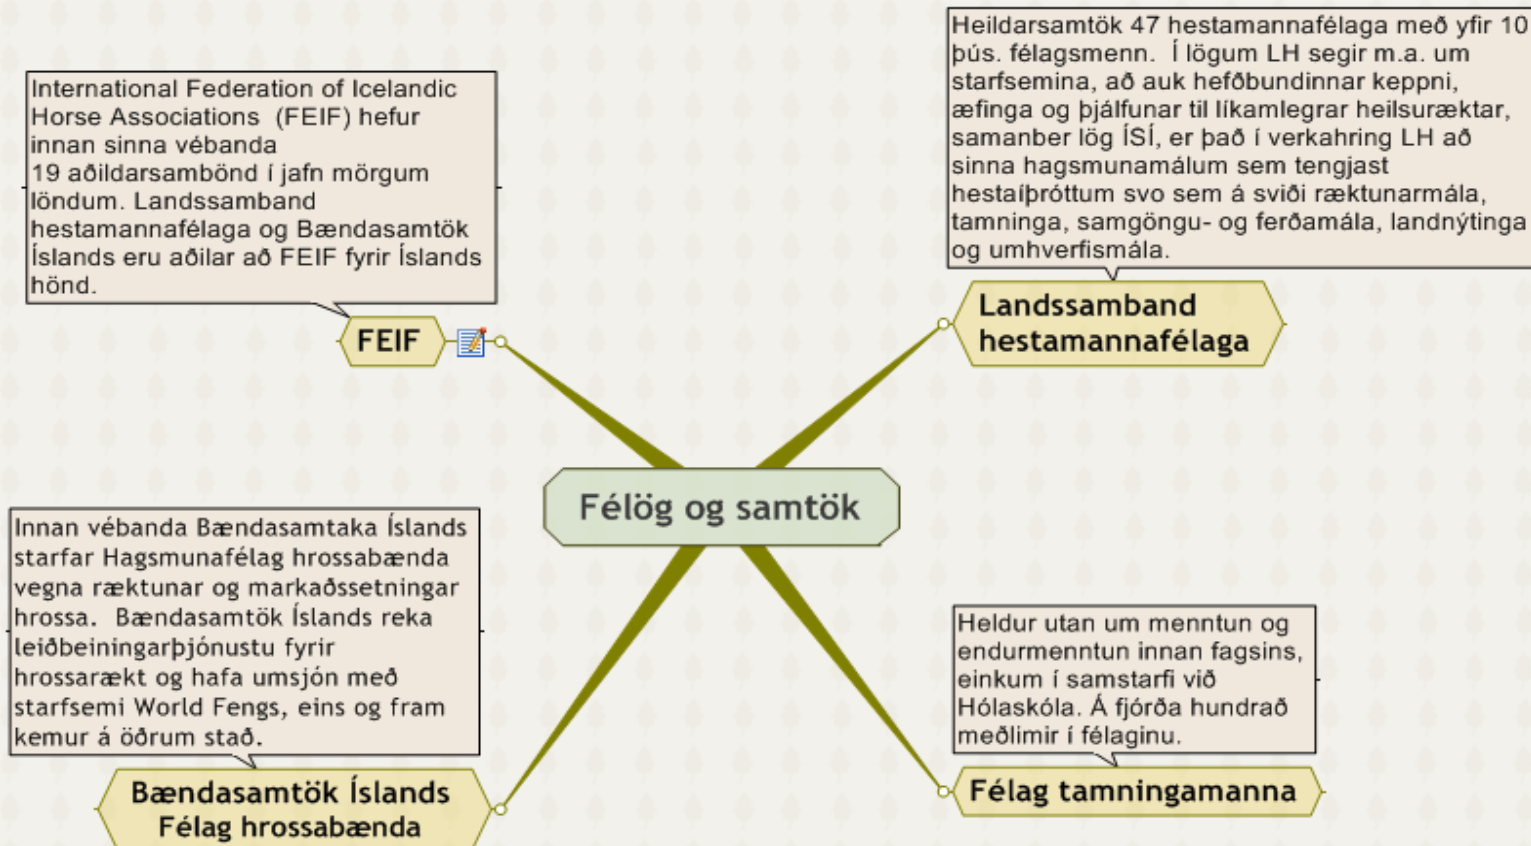 International Federation of Icelandic
Horse Associations  (FEIF) hefur
innan sinna vébanda
19 aðildarsambönd í jafn mörgum
löndum. Landssamband
hestamannafélaga og Bændasamtök
Íslands eru aðilar að FEIF fyrir Íslands
hönd.
FEIF
Heildarsamtök 47 hestamannafélaga með yfir 10
þús. félagsmenn.  Í lögum LH segir m.a. um
starfsemina, að auk hefðbundinnar keppni,
æfinga og þjálfunar til líkamlegrar heilsuræktar,
samanber lög ÍSÍ, er það í verkahring LH að
sinna hagsmunamálum sem tengjast
hestaíþróttum svo sem á sviði ræktunarmála,
tamninga, samgöngu- og ferðamála, landnýtinga
og umhverfismála.
Landssamband
hestamannafélaga
Félög og samtök
Innan vébanda Bændasamtaka Íslands
starfar Hagsmunafélag hrossabænda
vegna ræktunar og markaðssetningar
hrossa.  Bændasamtök Íslands reka
leiðbeiningarþjónustu fyrir
hrossarækt og hafa umsjón með
starfsemi World Fengs, eins og fram
kemur á öðrum stað.
Bændasamtök Íslands
Félag hrossabænda
Heldur utan um menntun og
endurmenntun innan fagsins,
einkum í samstarfi við
Hólaskóla. Á fjórða hundrað
meðlimir í félaginu.
Félag tamningamanna